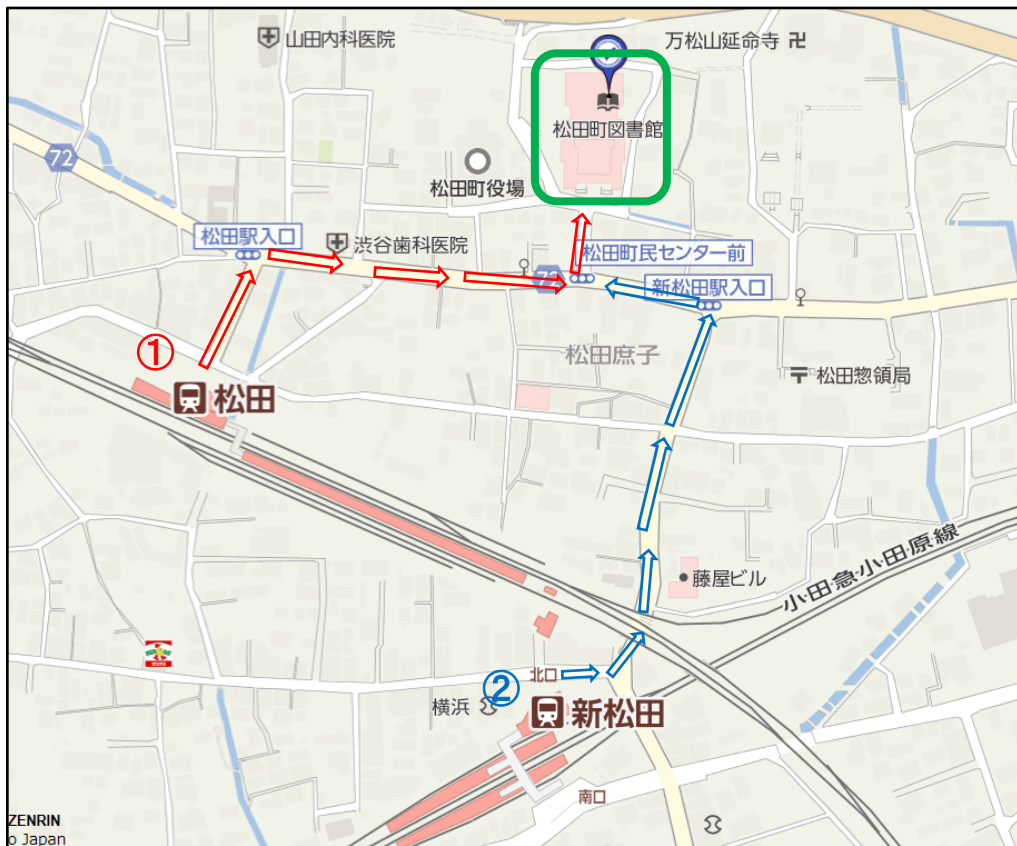 山田内科医院
万松山延命寺
松田町図書館
72
松田町役場
松田駅入口
渋谷歯科医院
松田町民センター前
72
新松田駅入口
①
松田庶子
松田惣領局
松田
藤屋ビル
小田急小田原線
北口
②
横浜
新松田
南口
ZENRIN
o Japan